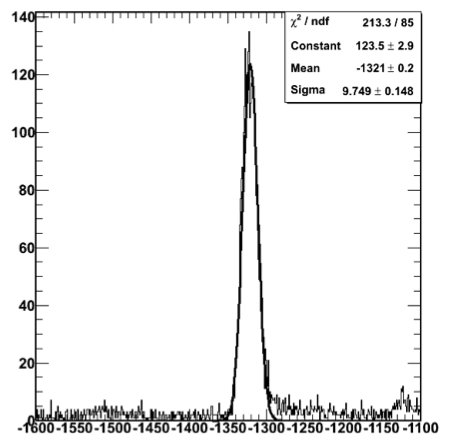 χ² / ndf 213.3 / 85
Constant 123.5 ± 2.9
Mean -1321 ± 0.2
Sigma 9.749 ± 0.148
140
120
100
80
60
40
20
0
-1600 -1550 -1500 -1450 -1400 -1350 -1300 -1250 -1200 -1150 -1100